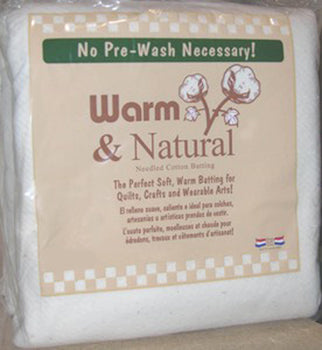 No Pre-Wash Necessary!
Warm
& Natural
Needled Cotton Batting
The Perfect Soft, Warm Batting for
Quilts, Crafts and Wearable Arts!
El relleno suave, caliente e ideal para colchas,
artesanías o artísticas prendas de vestir.
L'ouate parfaite, moelleuses et chaude pour
édredons, travaux et vêtements d'artisanat!